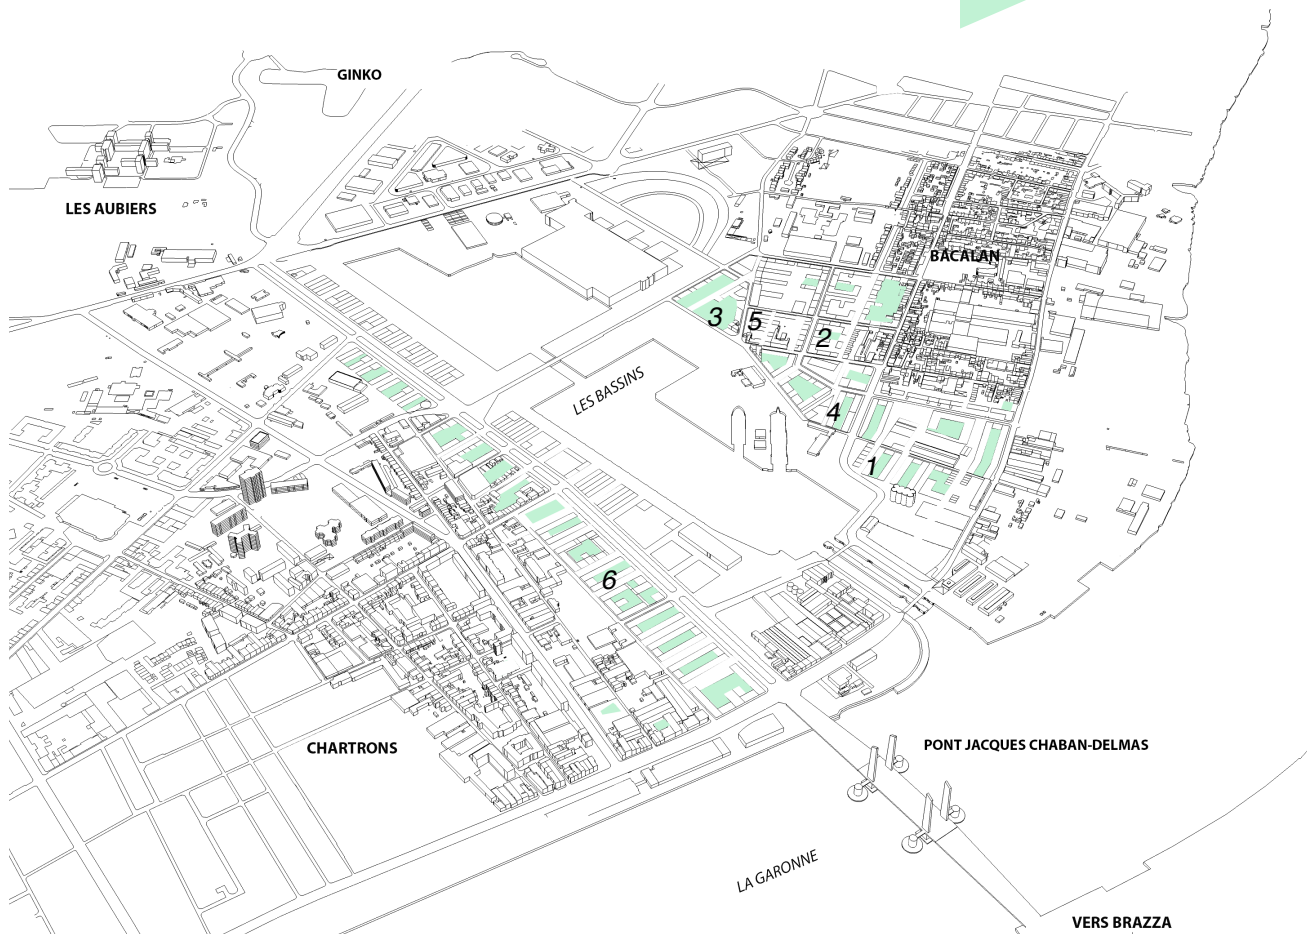 GINKO
LES AUBIERS
BACALAN
3
5
2
LES BASSINS
4
1
6
CHARTRONS
PONT JACQUES CHABAN-DELMAS
LA GARONNE
VERS BRAZZA